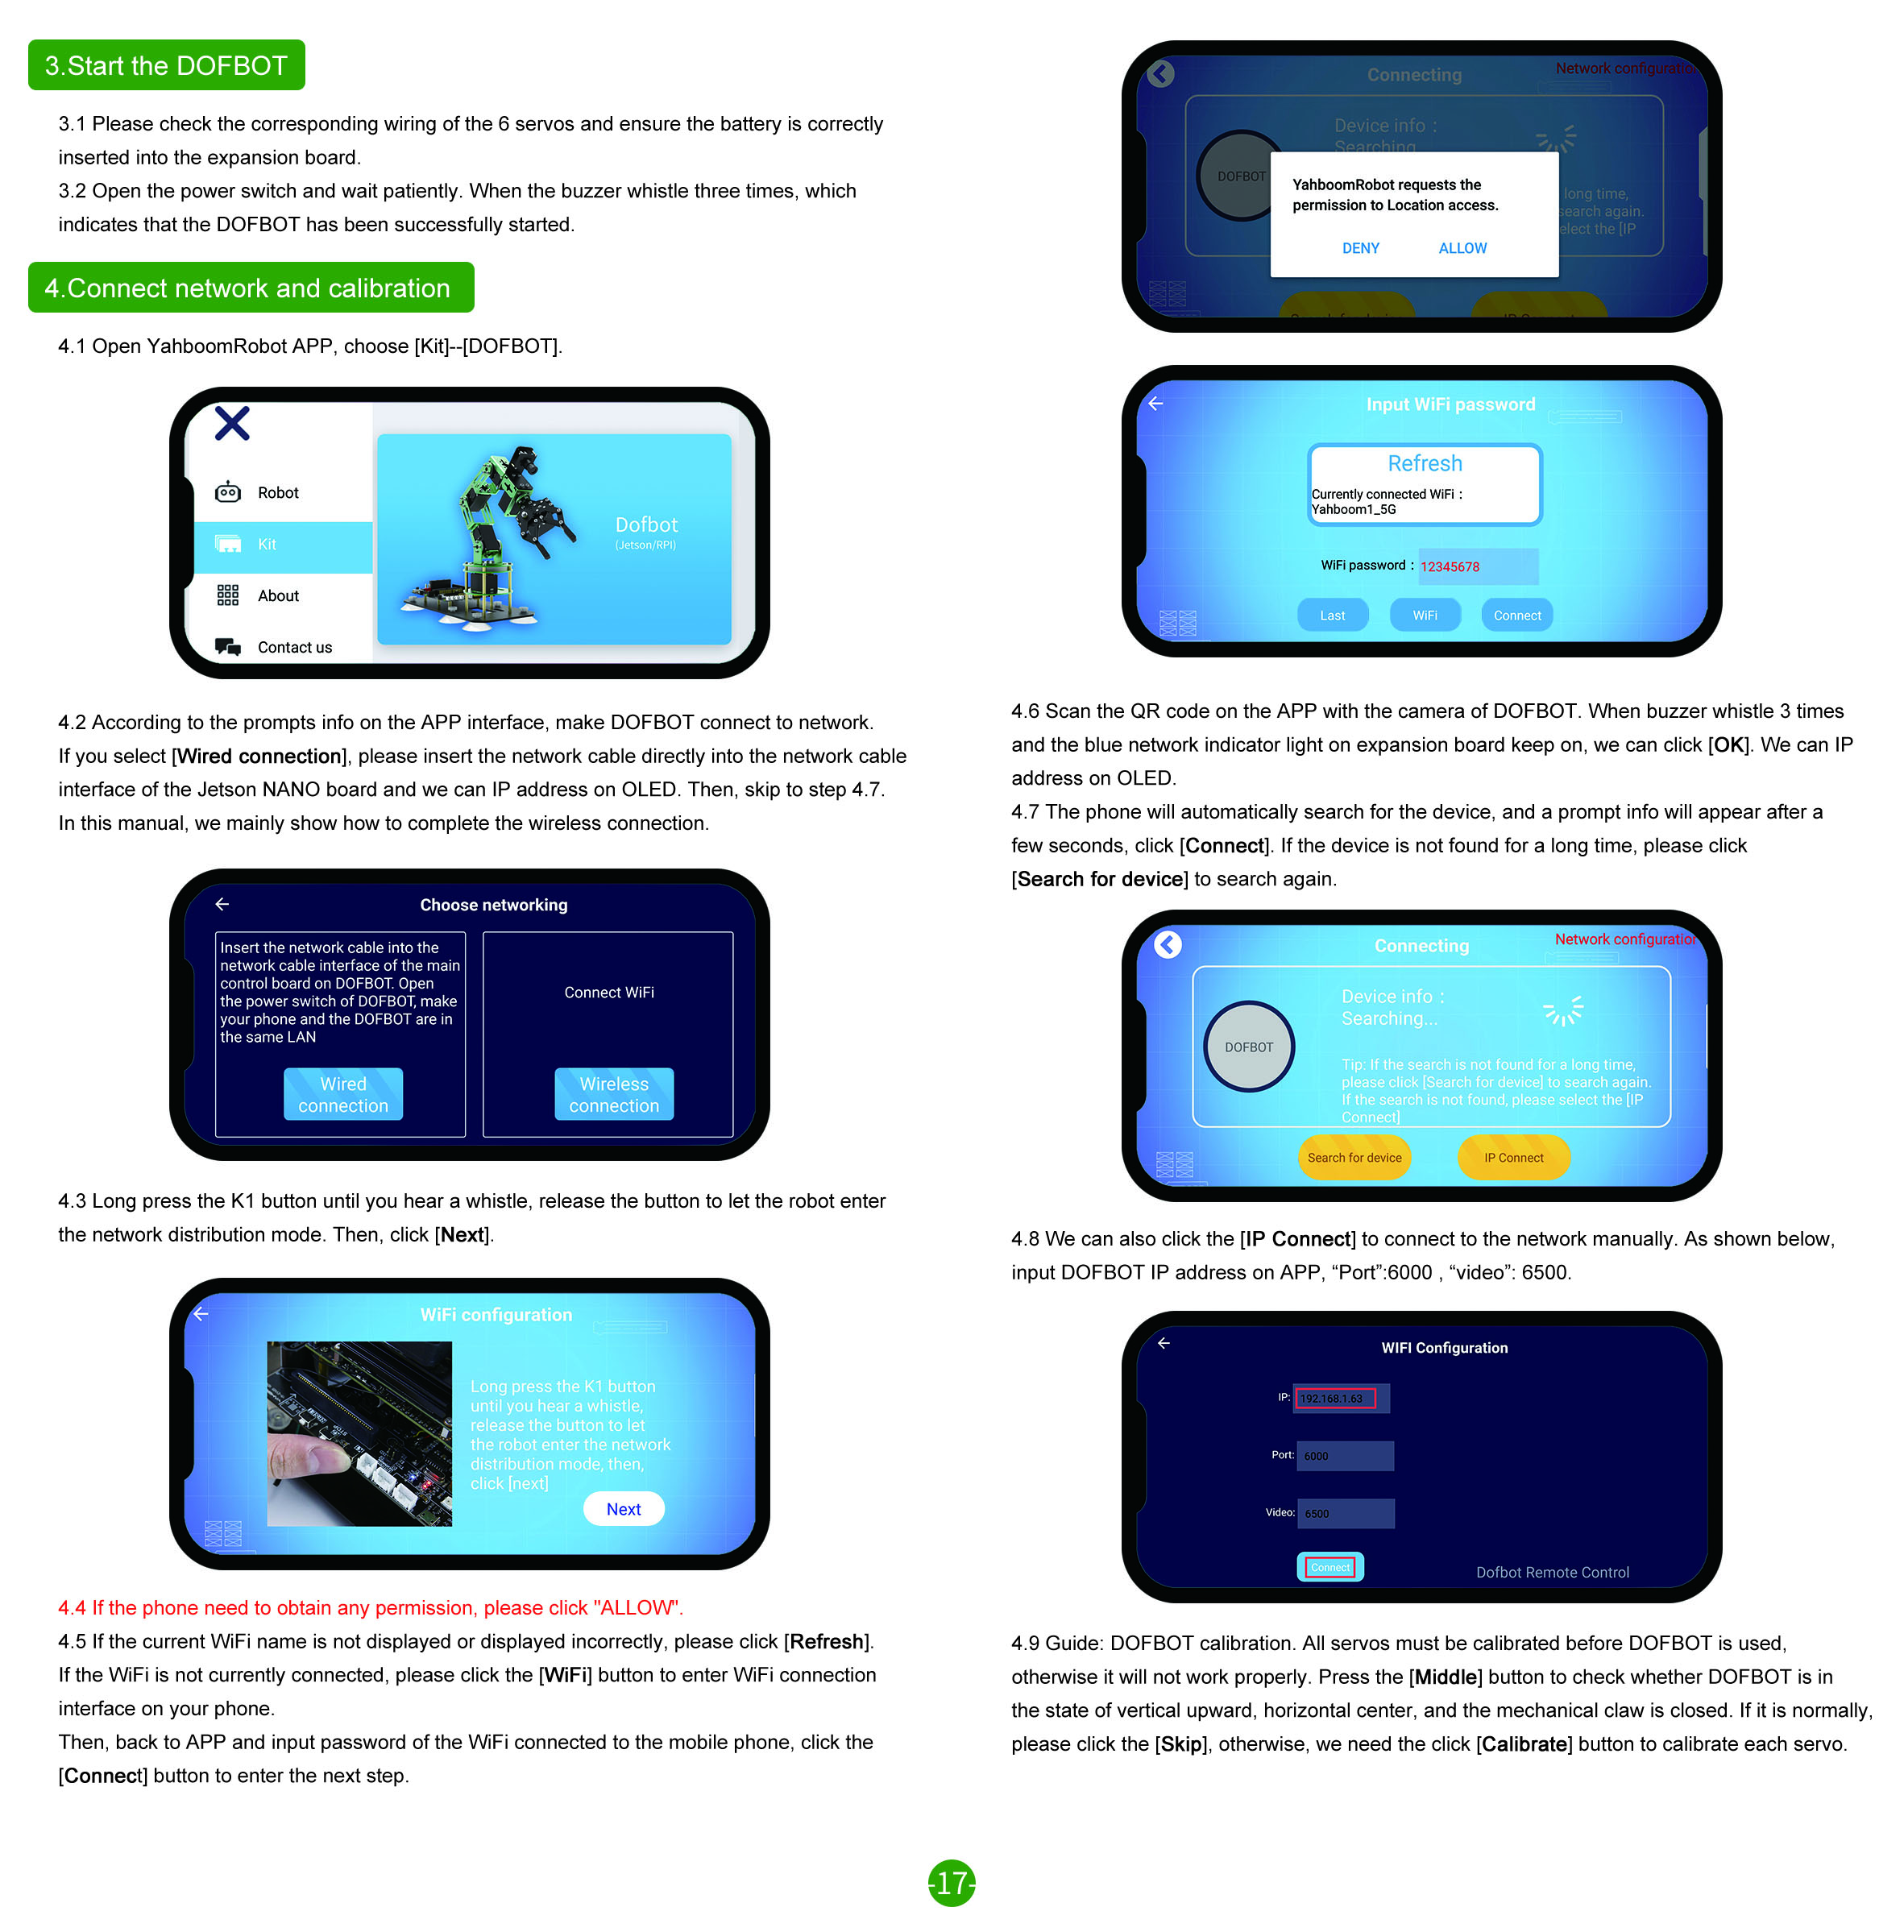 3.Start the DOFBOT
3.1 Please check the corresponding wiring of the 6 servos and ensure the battery is correctly
inserted into the expansion board.
3.2 Open the power switch and wait patiently. When the buzzer whistle three times, which
indicates that the DOFBOT has been successfully started.
4.Connect network and calibration
4.1 Open YahboomRobot APP, choose [Kit]--[DOFBOT].
Robot
Kit
About
Contact us
Dofbot
(Jetson/RPI)
4.2 According to the prompts info on the APP interface, make DOFBOT connect to network.
If you select [Wired connection], please insert the network cable directly into the network cable
interface of the Jetson NANO board and we can IP address on OLED. Then, skip to step 4.7.
In this manual, we mainly show how to complete the wireless connection.
Choose networking
Insert the network cable into the
network cable interface of the main
control board on DOFBOT. Open
the power switch of DOFBOT, make
your phone and the DOFBOT are in
the same LAN
Wired
connection
Connect WiFi
Wireless
connection
4.3 Long press the K1 button until you hear a whistle, release the button to let the robot enter
the network distribution mode. Then, click [Next].
WiFi configuration
Long press the K1 button
until you hear a whistle,
release the button to let
the robot enter the network
distribution mode, then,
click [next]
Next
4.4 If the phone need to obtain any permission, please click "ALLOW".
4.5 If the current WiFi name is not displayed or displayed incorrectly, please click [Refresh].
If the WiFi is not currently connected, please click the [WiFi] button to enter WiFi connection
interface on your phone.
Then, back to APP and input password of the WiFi connected to the mobile phone, click the
[Connect] button to enter the next step.
Connecting
Network configuration
Device info :
Searching
DOFBOT
YahboomRobot requests the
permission to Location access.
DENY ALLOW
long time,
search again.
elect the [IP
Input WiFi password
Refresh
Currently connected WiFi :
Yahboom1_5G
WiFi password : 12345678
Last WiFi Connect
4.6 Scan the QR code on the APP with the camera of DOFBOT. When buzzer whistle 3 times
and the blue network indicator light on expansion board keep on, we can click [OK]. We can IP
address on OLED.
4.7 The phone will automatically search for the device, and a prompt info will appear after a
few seconds, click [Connect]. If the device is not found for a long time, please click
[Search for device] to search again.
Connecting
Network configuration
Device info :
Searching...
DOFBOT
Tip: If the search is not found for a long time,
please click [Search for device] to search again.
If the search is not found, please select the [IP
Connect]
Search for device IP Connect
4.8 We can also click the [IP Connect] to connect to the network manually. As shown below,
input DOFBOT IP address on APP, “Port”:6000 , “video”: 6500.
WIFI Configuration
IP: 192.168.1.63
Port: 6000
Video: 6500
Connect
Dofbot Remote Control
4.9 Guide: DOFBOT calibration. All servos must be calibrated before DOFBOT is used,
otherwise it will not work properly. Press the [Middle] button to check whether DOFBOT is in
the state of vertical upward, horizontal center, and the mechanical claw is closed. If it is normally,
please click the [Skip], otherwise, we need the click [Calibrate] button to calibrate each servo.
-17-